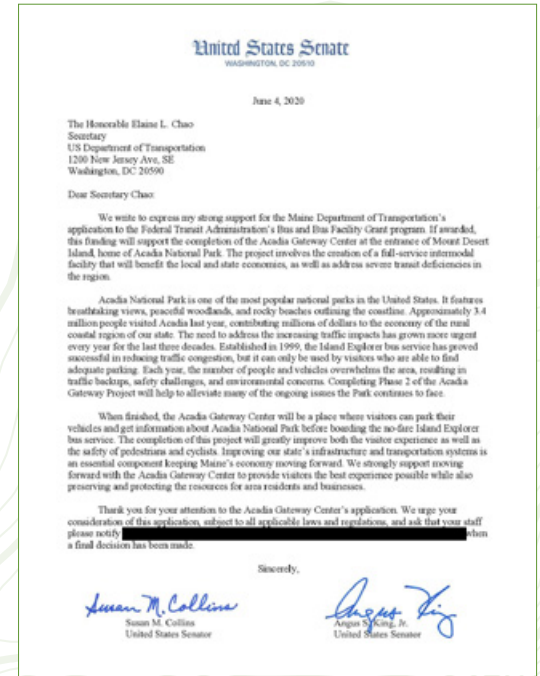 United States Senate
WASHINGTON, DC 20510
June 4, 2020
The Honorable Elaine L. Chao
Secretary
US Department of Transportation
1200 New Jersey Ave, SE
Washington, DC 20590
Dear Secretary Chao:
We write to express my strong support for the Maine Department of Transportation's
application to the Federal Transit Administration's Bus and Bus Facility Grant program. If awarded,
this funding will support the completion of the Acadia Gateway Center at the entrance of Mount Desert
Island, home of Acadia National Park. The project involves the creation of a full-service intermodal
facility that will benefit the local and state economies, as well as address severe transit deficiencies in
the region.
Acadia National Park is one of the most popular national parks in the United States. It features
breathtaking views, peaceful woodlands, and rocky beaches outlining the coastline. Approximately 3.4
million people visited Acadia last year, contributing millions of dollars to the economy of the rural
coastal region of our state. The need to address the increasing traffic impacts has grown more urgent
every year for the last three decades. Established in 1999, the Island Explorer bus service has proved
successful in reducing traffic congestion, but it can only be used by visitors who are able to find
adequate parking. Each year, the number of people and vehicles overwhelms the area, resulting in
traffic backups, safety challenges, and environmental concerns. Completing Phase 2 of the Acadia
Gateway Project will help to alleviate many of the ongoing issues the Park continues to face.
When finished, the Acadia Gateway Center will be a place where visitors can park their
vehicles and get information about Acadia National Park before boarding the no-fare Island Explorer
bus service. The completion of this project will greatly improve both the visitor experience as well as
the safety of pedestrians and cyclists. Improving our state's infrastructure and transportation systems is
an essential component keeping Maine's economy moving forward. We strongly support moving
forward with the Acadia Gateway Center to provide visitors the best experience possible while also
preserving and protecting the resources for area residents and businesses.
Thank you for your attention to the Acadia Gateway Center's application. We urge your
consideration of this application, subject to all applicable laws and regulations, and ask that your staff
please notify when
a final decision has been made.
Sincerely,
Susan M. Collins Angus King
Susan M. Collins Angus S. King, Jr.
United States Senator United States Senator